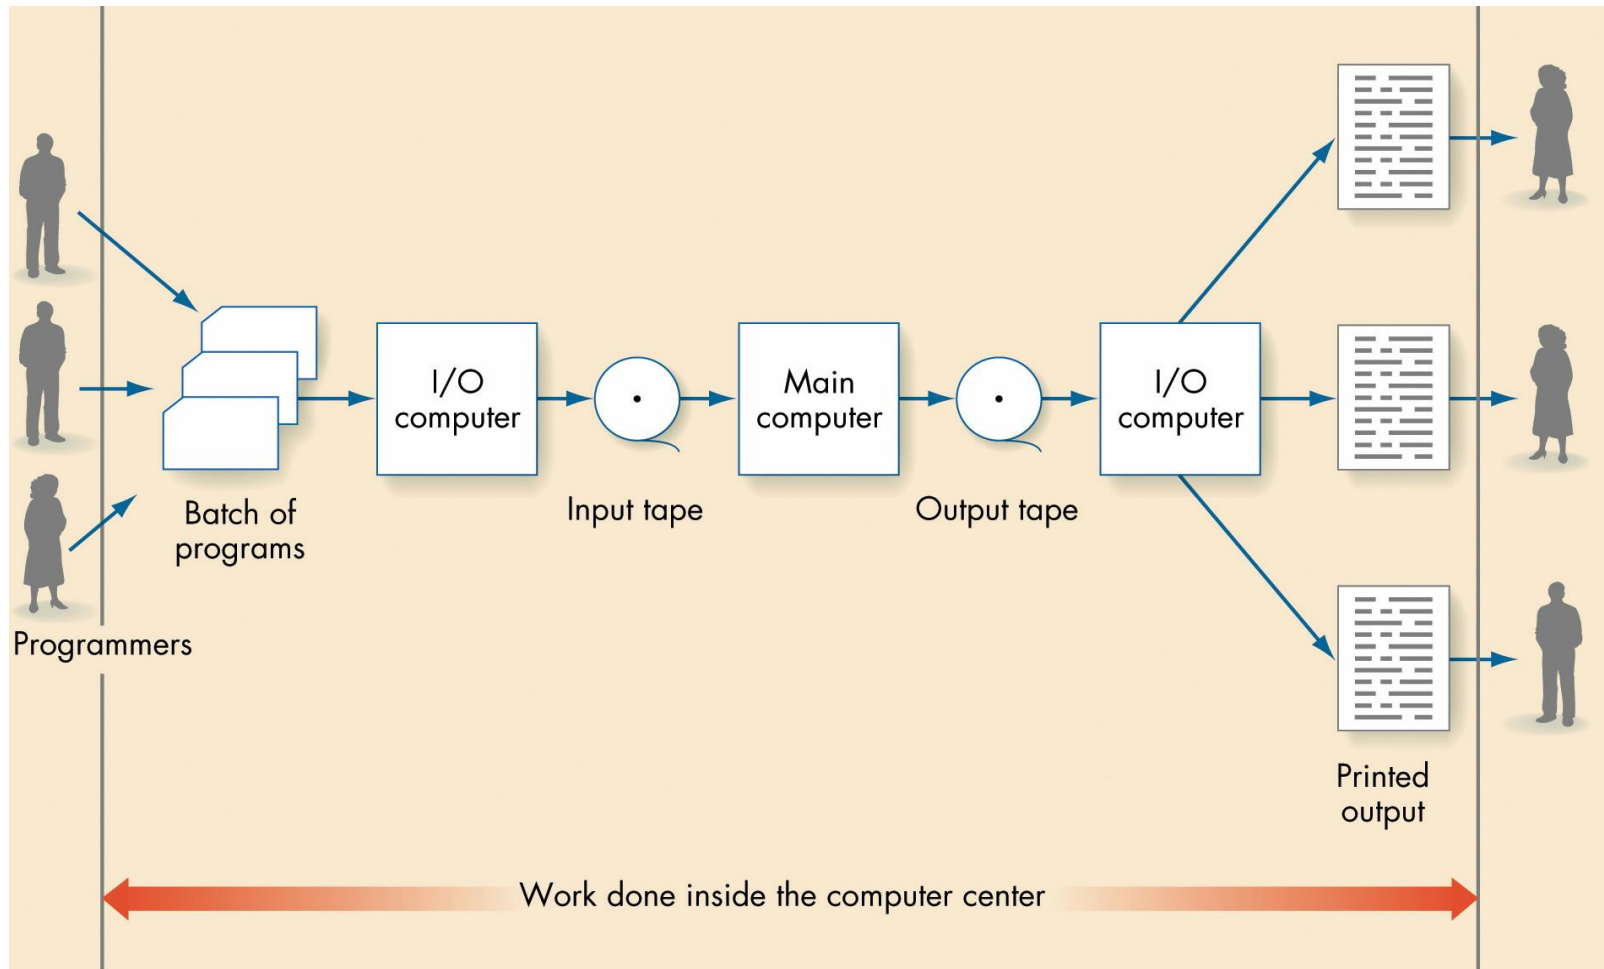 I/O
computer
Main
computer
I/O
computer
Batch of
programs
Input tape
Output tape
Programmers
Printed
output
Work done inside the computer center